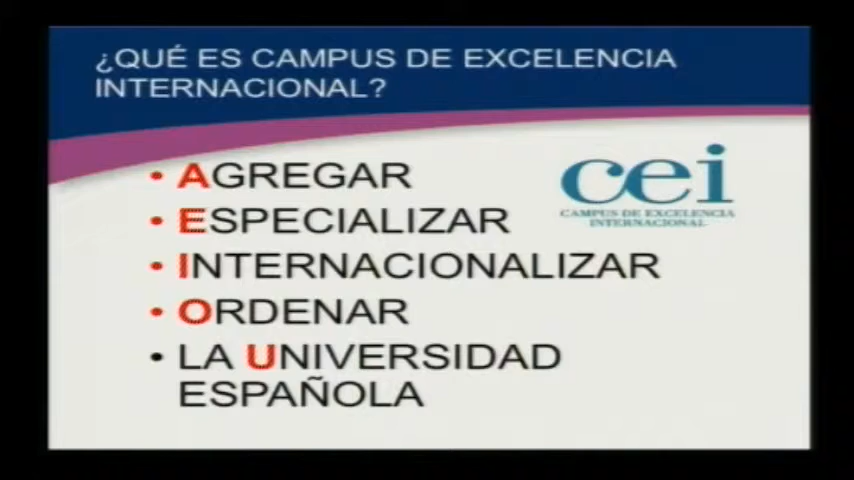 ¿QUÉ ES CAMPUS DE EXCELENCIA
INTERNACIONAL?
• AGREGAR
• ESPECIALIZAR
• INTERNACIONALIZAR
• ORDENAR
• LA UNIVERSIDAD
ESPAÑOLA
cei
CAMPUS DE EXCELENCIA
INTERNACIONAL